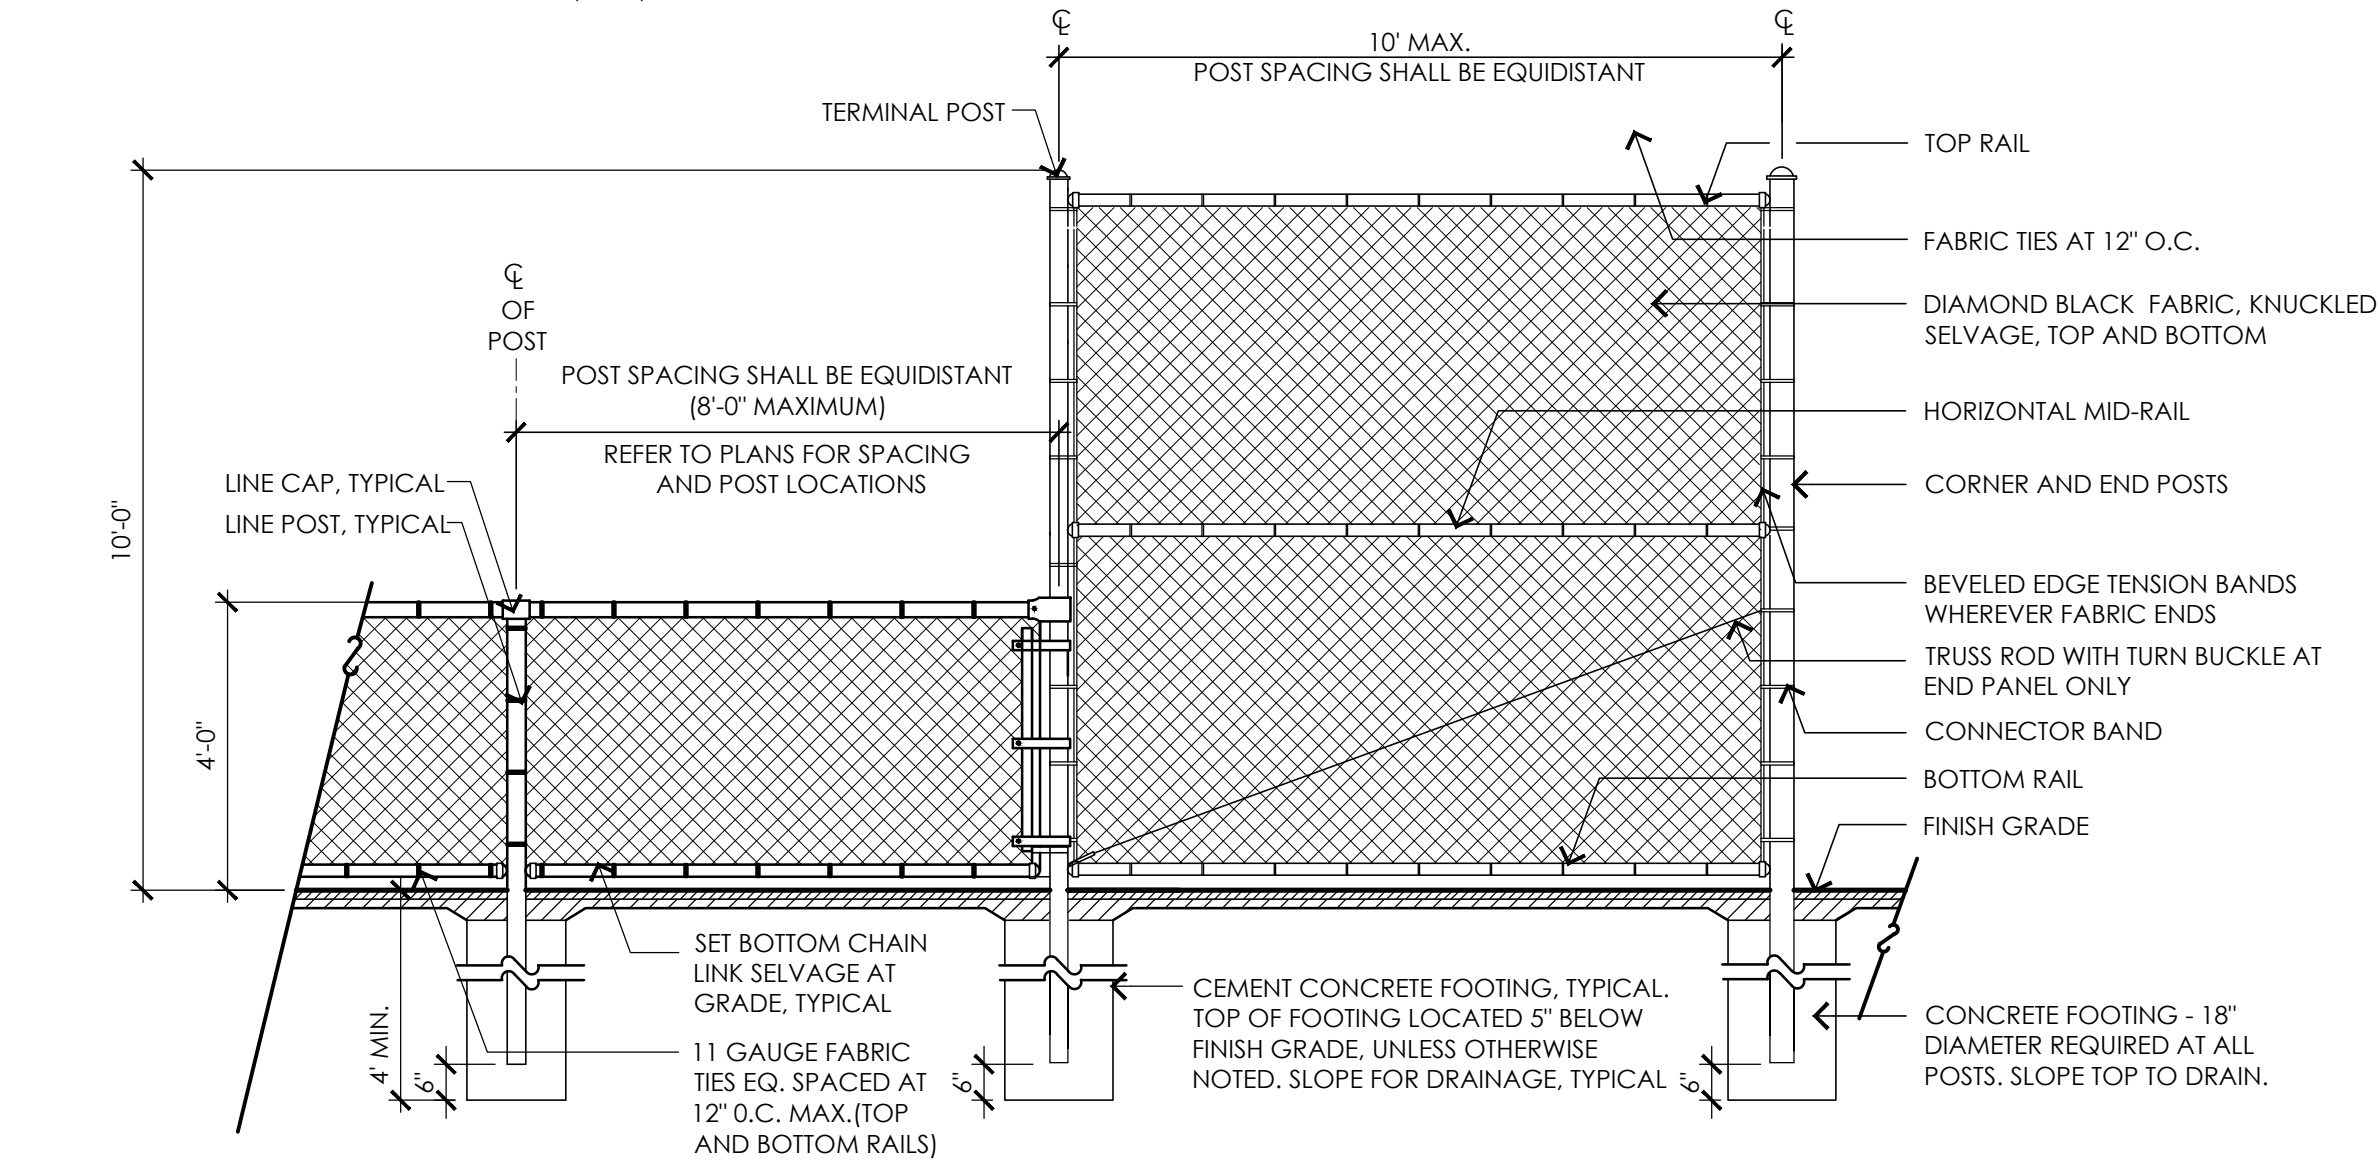 ℄
℄
10' MAX.
POST SPACING SHALL BE EQUIDISTANT
TERMINAL POST
TOP RAIL
FABRIC TIES AT 12" O.C.
DIAMOND BLACK  FABRIC, KNUCKLED
SELVAGE, TOP AND BOTTOM
℄
OF
POST
POST SPACING SHALL BE EQUIDISTANT
(8'-0" MAXIMUM)
REFER TO PLANS FOR SPACING
AND POST LOCATIONS
HORIZONTAL MID-RAIL
LINE CAP, TYPICAL
LINE POST, TYPICAL
CORNER AND END POSTS
10'-0"
4'-0"
BEVELED EDGE TENSION BANDS
WHEREVER FABRIC ENDS
TRUSS ROD WITH TURN BUCKLE AT
END PANEL ONLY
CONNECTOR BAND
BOTTOM RAIL
FINISH GRADE
SET BOTTOM CHAIN
LINK SELVAGE AT
GRADE, TYPICAL
11 GAUGE FABRIC
TIES EQ. SPACED AT
12" 0.C. MAX.(TOP
AND BOTTOM RAILS)
4' MIN.
6"
6"
CEMENT CONCRETE FOOTING, TYPICAL.
TOP OF FOOTING LOCATED 5" BELOW
FINISH GRADE, UNLESS OTHERWISE
NOTED. SLOPE FOR DRAINAGE, TYPICAL
6"
CONCRETE FOOTING - 18"
DIAMETER REQUIRED AT ALL
POSTS. SLOPE TOP TO DRAIN.